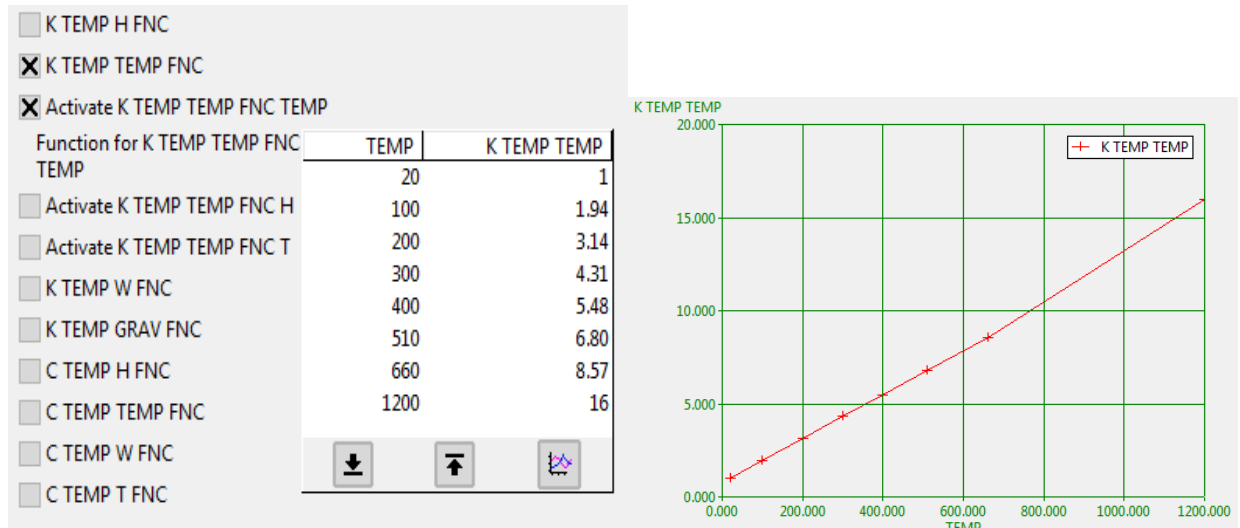 K TEMP H FNC
K TEMP TEMP FNC
Activate K TEMP TEMP FNC TEMP
Function for K TEMP TEMP FNC
TEMP
TEMP K TEMP TEMP
20 1
100 1.94
200 3.14
300 4.31
400 5.48
510 6.80
660 8.57
1200 16
Activate K TEMP TEMP FNC H
Activate K TEMP TEMP FNC T
K TEMP W FNC
K TEMP GRAV FNC
C TEMP H FNC
C TEMP TEMP FNC
C TEMP W FNC
C TEMP T FNC
K TEMP TEMP
20.000
15.000
10.000
5.000
0.000
K TEMP TEMP
0.000 200.000 400.000 600.000 800.000 1000.000 1200.000
TEMP